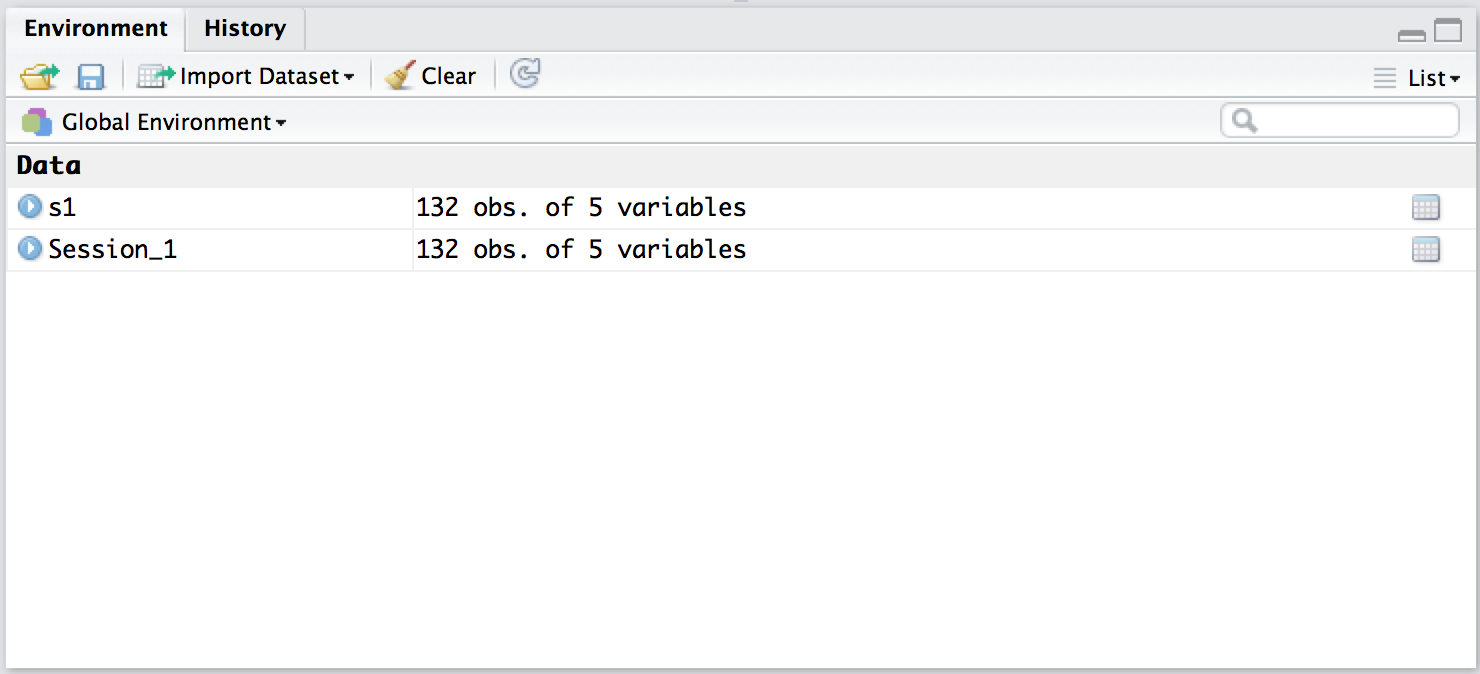 Environment History
Import Dataset Clear List
Global Environment
Data
s1 132 obs. of 5 variables
Session_1 132 obs. of 5 variables